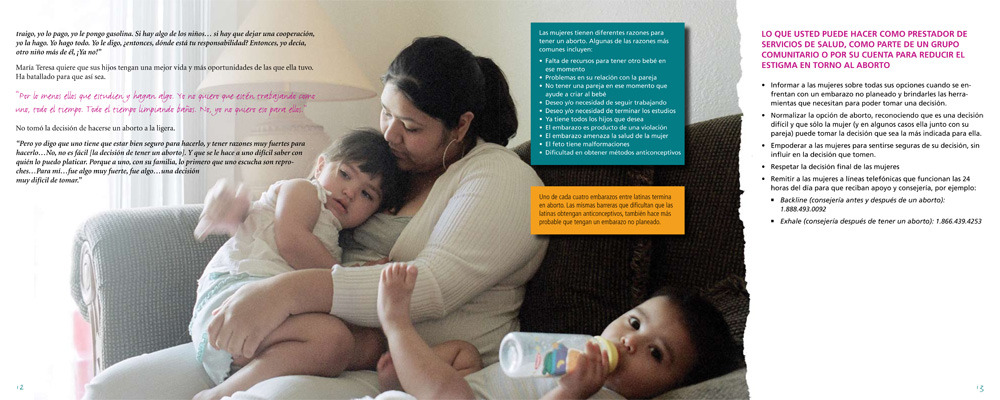 traigo, yo lo pago, yo le pongo gasolina. Si hay algo de los niños… si hay que dejar una cooperación,
yo la hago. Yo hago todo. Yo le digo, ¿entonces, dónde está tu responsabilidad? Entonces, yo decía,
otro niño más de él, ¡Ya no!”
María Teresa quiere que sus hijos tengan una mejor vida y más oportunidades de las que ella tuvo.
Ha batallado para que así sea.
“Por lo menos ellos que estudien y hagan algo. Yo no quiero que estén trabajando como
uno, todo el tiempo. Todo el tiempo limpiando baños. No, yo no quiero eso para ellos.”
No tomó la decisión de hacerse un aborto a la ligera.
“Pero yo digo que uno tiene que estar bien seguro para hacerlo, y tener razones muy fuertes para
hacerlo…No, no es fácil [la decisión de tener un aborto]. Y que se le hace a uno difícil saber con
quién lo puedo platicar. Porque a uno, con su familia, lo primero que uno escucha son repro-
ches…Para mí…fue algo muy fuerte, fue algo…una decisión
muy difícil de tomar.”
12
Las mujeres tienen diferentes razones para
tener un aborto. Algunas de las razones más
comunes incluyen:
• Falta de recursos para tener otro bebé en
ese momento
• Problemas en su relación con la pareja
• No tener una pareja en ese momento que
ayude a criar al bebé
• Deseo y/o necesidad de seguir trabajando
• Deseo y/o necesidad de terminar los estudios
• Ya tiene todos los hijos que desea
• El embarazo es producto de una violación
• El embarazo amenaza la salud de la mujer
• El feto tiene malformaciones
• Dificultad en obtener métodos anticonceptivos
Uno de cada cuatro embarazos entre latinas termina
en aborto. Las mismas barreras que dificultan que las
latinas obtengan anticonceptivos, también hace más
probable que tengan un embarazo no planeado.
LO QUE USTED PUEDE HACER COMO PRESTADOR DE
SERVICIOS DE SALUD, COMO PARTE DE UN GRUPO
COMUNITARIO O POR SU CUENTA PARA REDUCIR EL
ESTIGMA EN TORNO AL ABORTO
• Informar a las mujeres sobre todas sus opciones cuando se en-
frentan con un embarazo no planeado y brindarles las herra-
mientas que necesitan para poder tomar una decisión.
• Normalizar la opción de aborto, reconociendo que es una decisión
difícil y que sólo la mujer (y en algunos casos ella junto con su
pareja) puede tomar la decisión que sea la más indicada para ella.
• Empoderar a las mujeres para sentirse seguras de su decisión, sin
influir en la decisión que tomen.
• Respetar la decisión final de las mujeres
• Remitir a las mujeres a líneas telefónicas que funcionan las 24
horas del día para que reciban apoyo y consejería, por ejemplo:
▪ Backline (consejería antes y después de un aborto):
1.888.493.0092
▪ Exhale (consejería después de tener un aborto): 1.866.439.4253
13